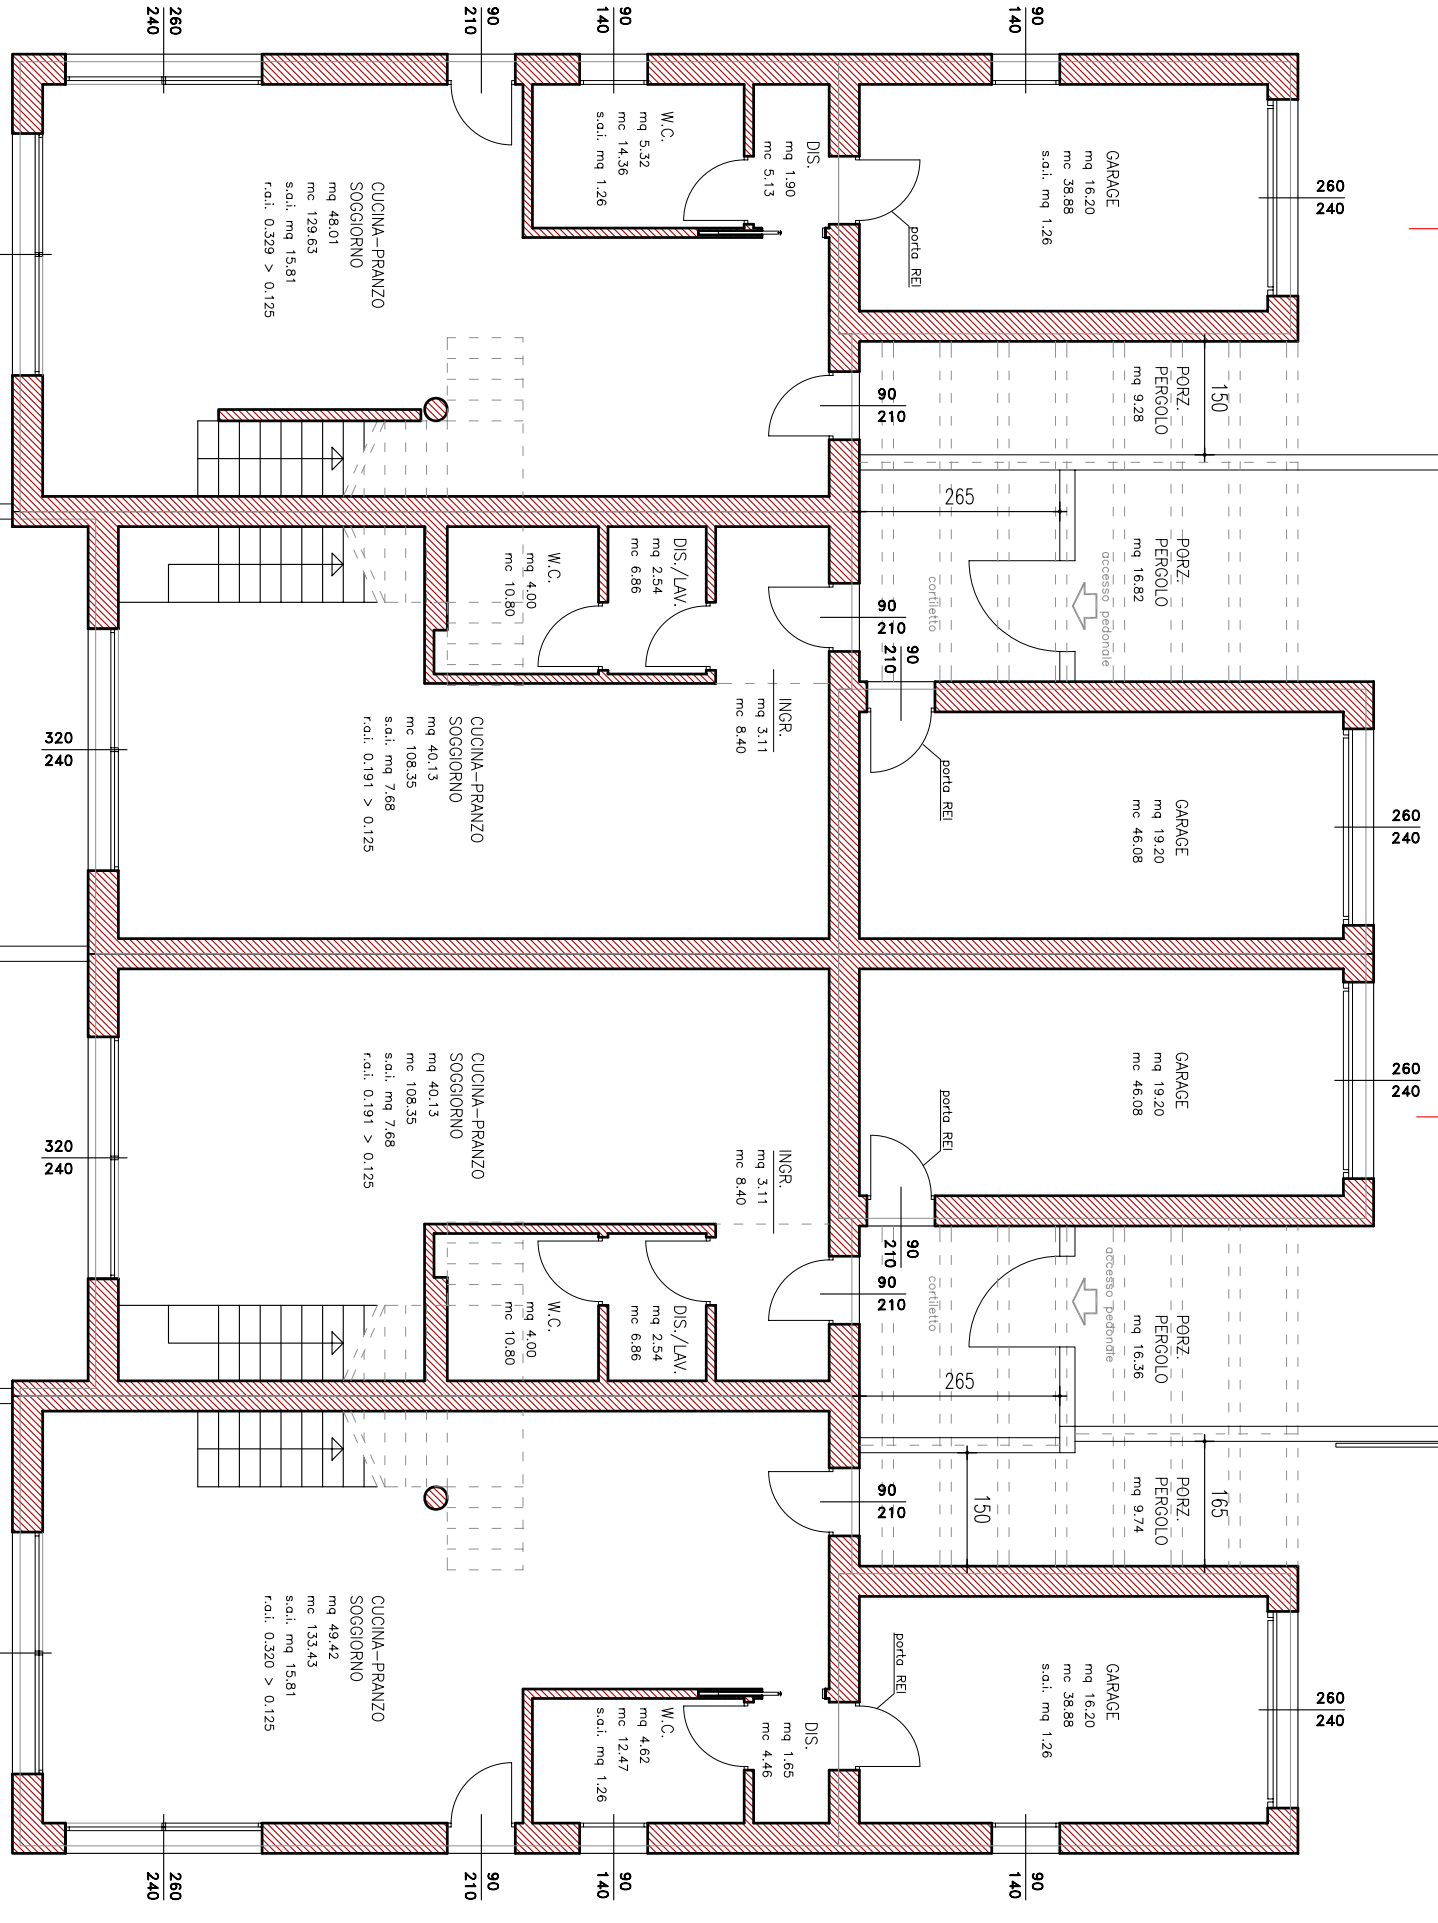 260
240
90
210
90
140
90
140
CUCINA-PRANZO
SOGGIORNO
mq 48.01
mc 129.63
s.a.i. mq 15.81
r.a.i. 0.329 > 0.125
W.C.
mq 5.32
mc 14.36
s.a.i. mq 1.26
DIS.
mq 1.90
mc 5.13
GARAGE
mq 16.20
mc 38.88
s.a.i. mq 1.26
porta REI
260
240
90
210
PORZ.
PERGOLO
mq 9.28
150
265
PORZ.
PERGOLO
mq 16.82
accesso pedonale
cortiletto
90
210
90
210
W.C.
mq 4.00
mc 10.80
DIS./LAV.
mq 2.54
mc 6.86
INGR.
mq 3.11
mc 8.40
CUCINA-PRANZO
SOGGIORNO
mq 40.13
mc 108.35
s.a.i. mq 7.68
r.a.i. 0.191 > 0.125
320
240
porta REI
GARAGE
mq 19.20
mc 46.08
260
240
CUCINA-PRANZO
SOGGIORNO
mq 40.13
mc 108.35
s.a.i. mq 7.68
r.a.i. 0.191 > 0.125
320
240
INGR.
mq 3.11
mc 8.40
GARAGE
mq 19.20
mc 46.08
260
240
porta REI
90
210
90
210
W.C.
mq 4.00
mc 10.80
DIS./LAV.
mq 2.54
mc 6.86
cortiletto
accesso pedonale
PORZ.
PERGOLO
mq 16.36
265
90
210
150
165
PORZ.
PERGOLO
mq 9.74
CUCINA-PRANZO
SOGGIORNO
mq 49.42
mc 133.43
s.a.i. mq 15.81
r.a.i. 0.320 > 0.125
W.C.
mq 4.62
mc 12.47
s.a.i. mq 1.26
DIS.
mq 1.65
mc 4.46
porta REI
GARAGE
mq 16.20
mc 38.88
s.a.i. mq 1.26
260
240
260
240
90
210
90
140
90
140